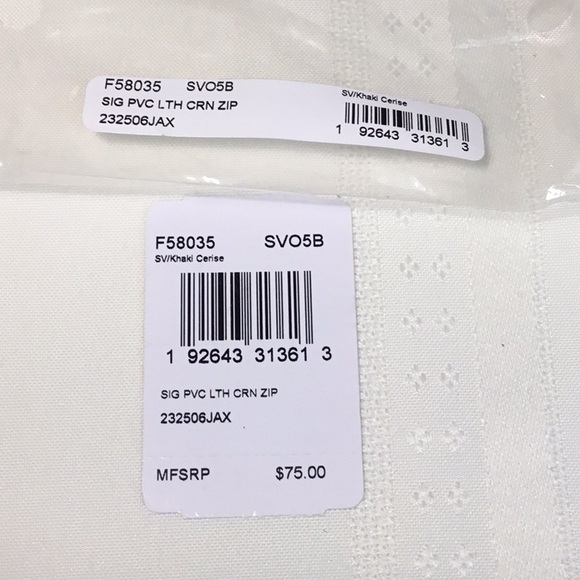 F58035 SVO5B
SIG PVC LTH CRN ZIP
232506JAX
SV/Khaki Cerise
1 92643 31361 3
F58035 SVO5B
SV/Khaki Cerise
1 92643 31361 3
SIG PVC LTH CRN ZIP
232506JAX
MFSRP $75.00